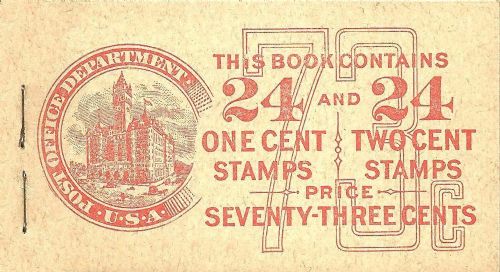 POST OFFICE DEPARTMENT
U.S.A.
THIS BOOK CONTAINS
24 AND 24
ONE CENT TWO CENT
STAMPS STAMPS
PRICE
SEVENTY-THREE CENTS
73c